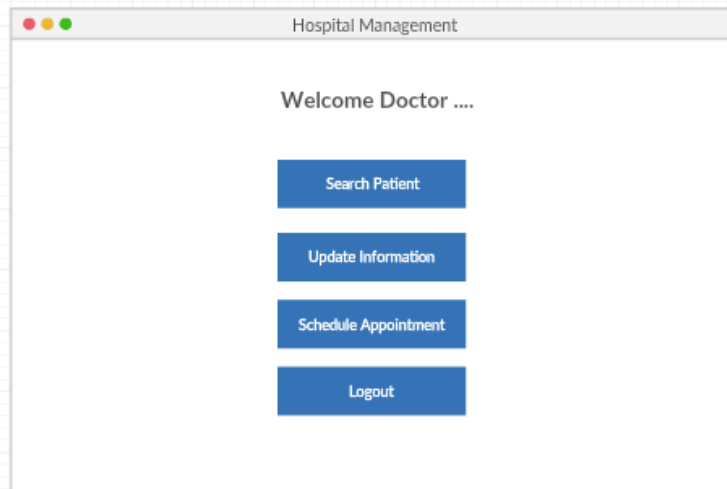 Hospital Management
Welcome Doctor ....
Search Patient
Update Information
Schedule Appointment
Logout